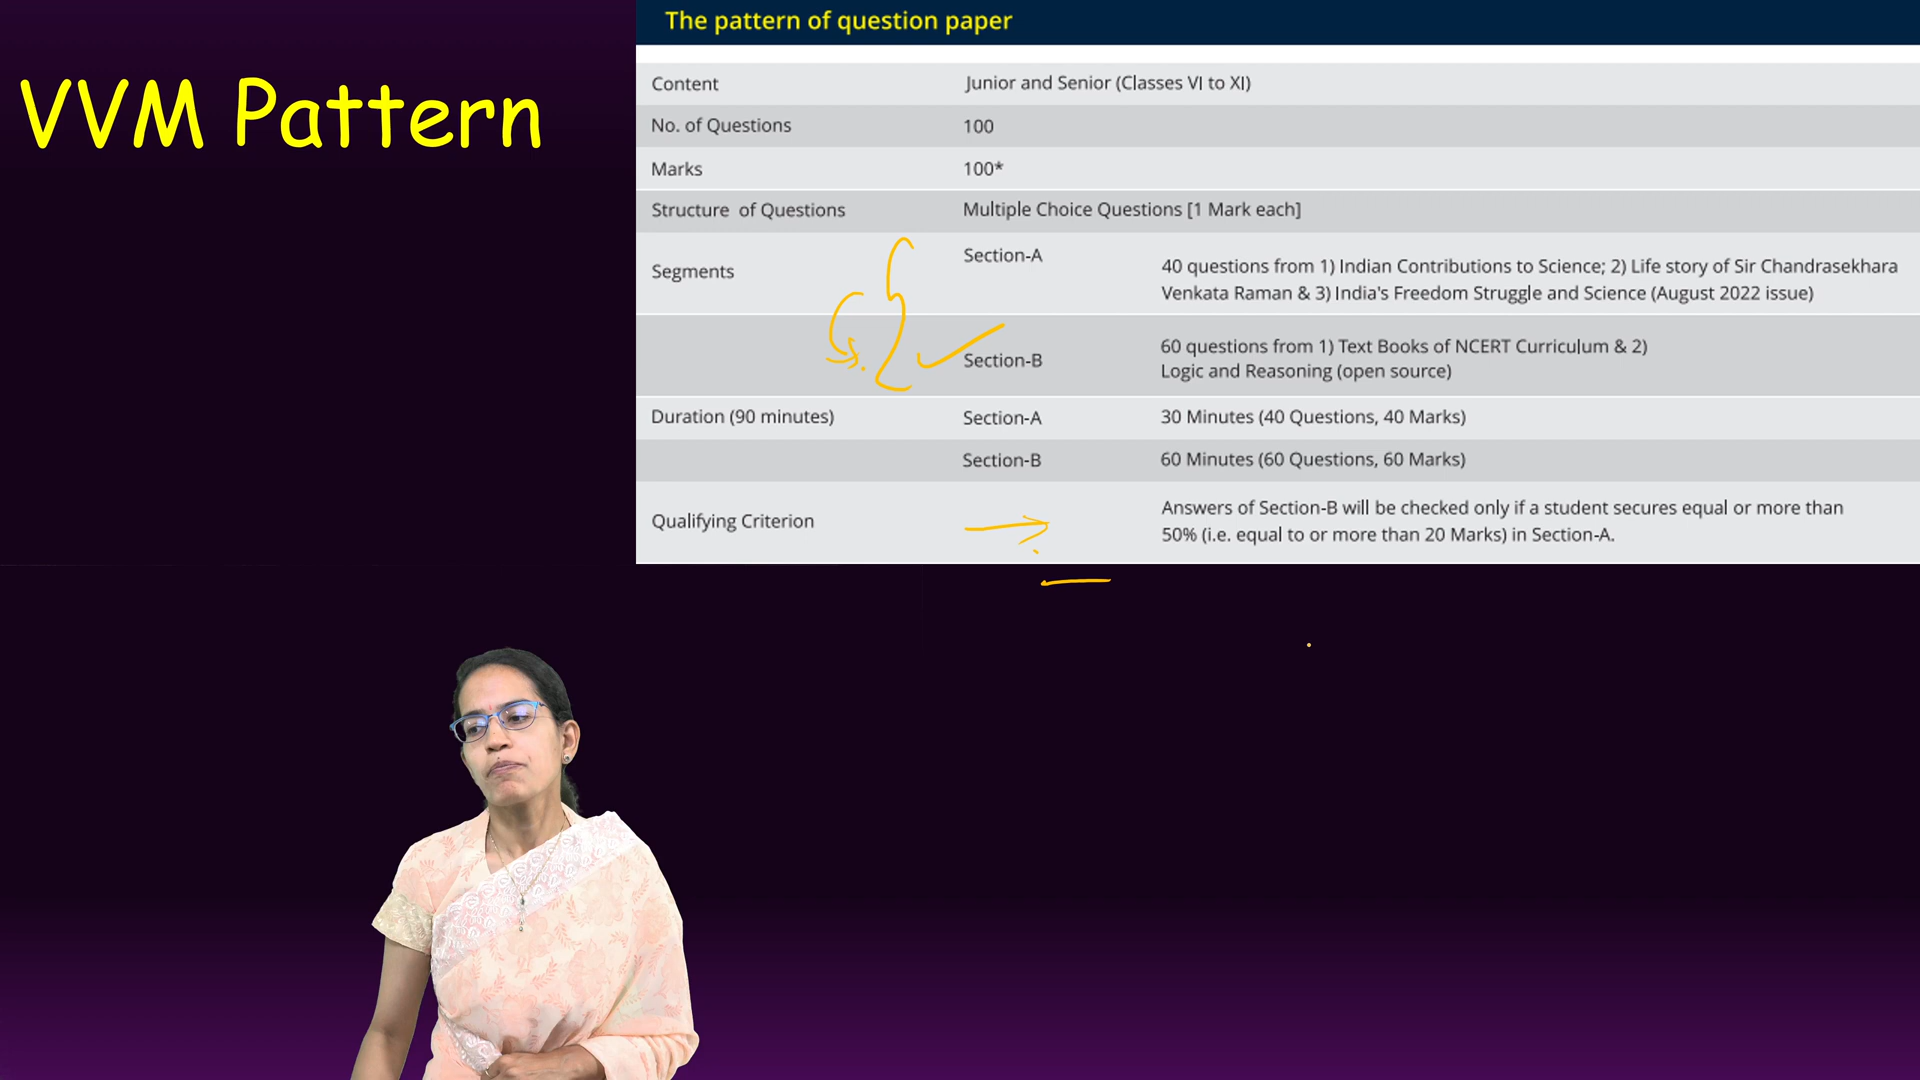 VVM Pattern
The pattern of question paper
Content Junior and Senior (Classes VI to XI)
No. of Questions 100
Marks 100*
Structure of Questions Multiple Choice Questions [1 Mark each]
Segments Section-A 40 questions from 1) Indian Contributions to Science; 2) Life story of Sir Chandrasekhara
Venkata Raman & 3) India's Freedom Struggle and Science (August 2022 issue)
Section-B 60 questions from 1) Text Books of NCERT Curriculum & 2)
Logic and Reasoning (open source)
Duration (90 minutes) Section-A 30 Minutes (40 Questions, 40 Marks)
Section-B 60 Minutes (60 Questions, 60 Marks)
Qualifying Criterion Answers of Section-B will be checked only if a student secures equal or more than
50% (i.e. equal to or more than 20 Marks) in Section-A.